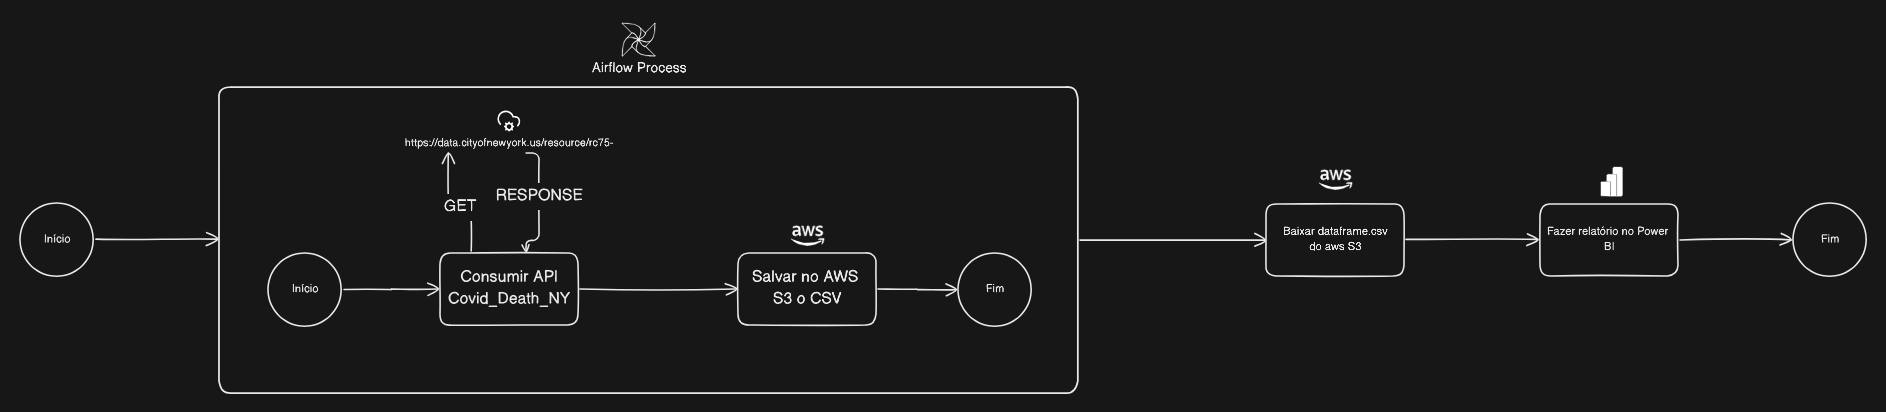 Airflow Process
https://data.cityofnewyork.us/resource/rc75-
GET
RESPONSE
Início
Início
Consumir API
Covid_Death_NY
aws
Salvar no AWS
S3 o CSV
Fim
aws
Baixar dataframe.csv
do aws S3
Fazer relatório no Power
BI
Fim